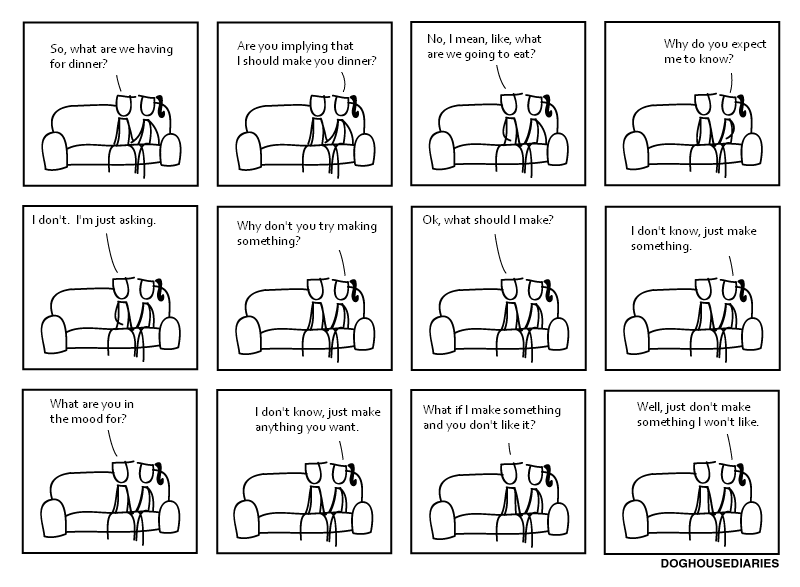 So, what are we having
for dinner?
Are you implying that
I should make you dinner?
No, I mean, like, what
are we going to eat?
Why do you expect
me to know?
I don't. I'm just asking.
Why don't you try making
something?
Ok, what should I make?
I don't know, just make
something.
What are you in
the mood for?
I don't know, just make
anything you want.
What if I make something
and you don't like it?
Well, just don't make
something I won't like.
DOGHOUSEDIARIES